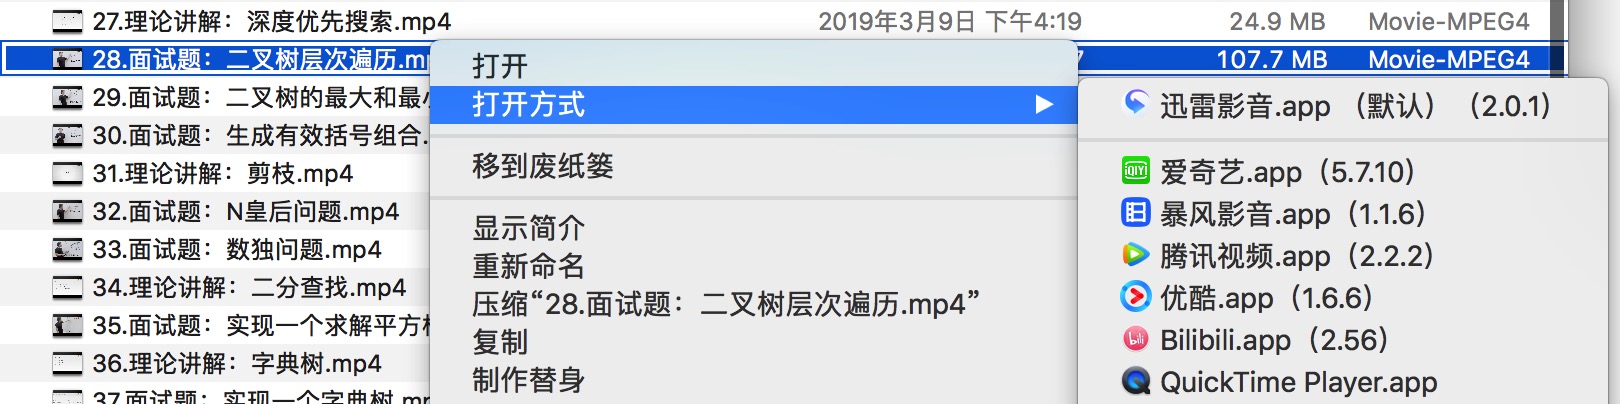 27.理论讲解：深度优先搜索.mp4 2019年3月9日 下午4:19 24.9 MB Movie-MPEG4
28.面试题：二叉树层次遍历.mp 107.7 MB Movie-MPEG4
29.面试题：二叉树的最大和最
30.面试题：生成有效括号组合.
31.理论讲解：剪枝.mp4
32.面试题：N皇后问题.mp4
33.面试题：数独问题.mp4
34.理论讲解：二分查找.mp4
35.面试题：实现一个求解平方
36.理论讲解：字典树.mp4
37.面试题：实现一个字典树.mp
打开
打开方式
移到废纸篓
显示简介
重新命名
压缩“28.面试题：二叉树层次遍历.mp4”
复制
制作替身
迅雷影音.app （默认）（2.0.1）
爱奇艺.app（5.7.10）
暴风影音.app（1.1.6）
腾讯视频.app（2.2.2）
优酷.app（1.6.6）
Bilibili.app（2.56）
QuickTime Player.app